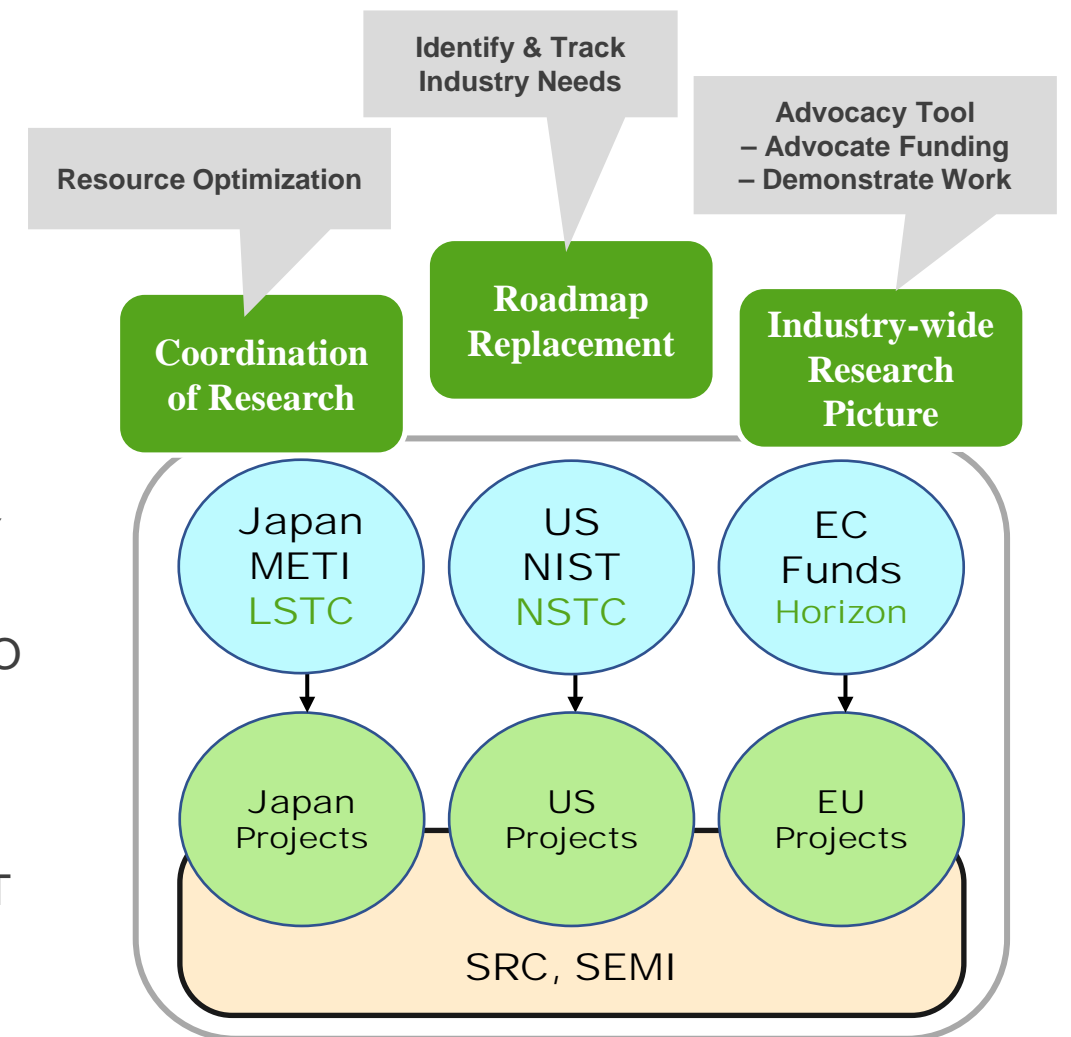 Identify & Track
Industry Needs
Advocacy Tool
– Advocate Funding
– Demonstrate Work
Resource Optimization
Roadmap
Replacement
Industry-wide
Research
Picture
Coordination
of Research
Japan
METI
LSTC
US
NIST
NSTC
EC
Funds
Horizon
O
Japan
Projects
US
Projects
EU
Projects
T
SRC, SEMI